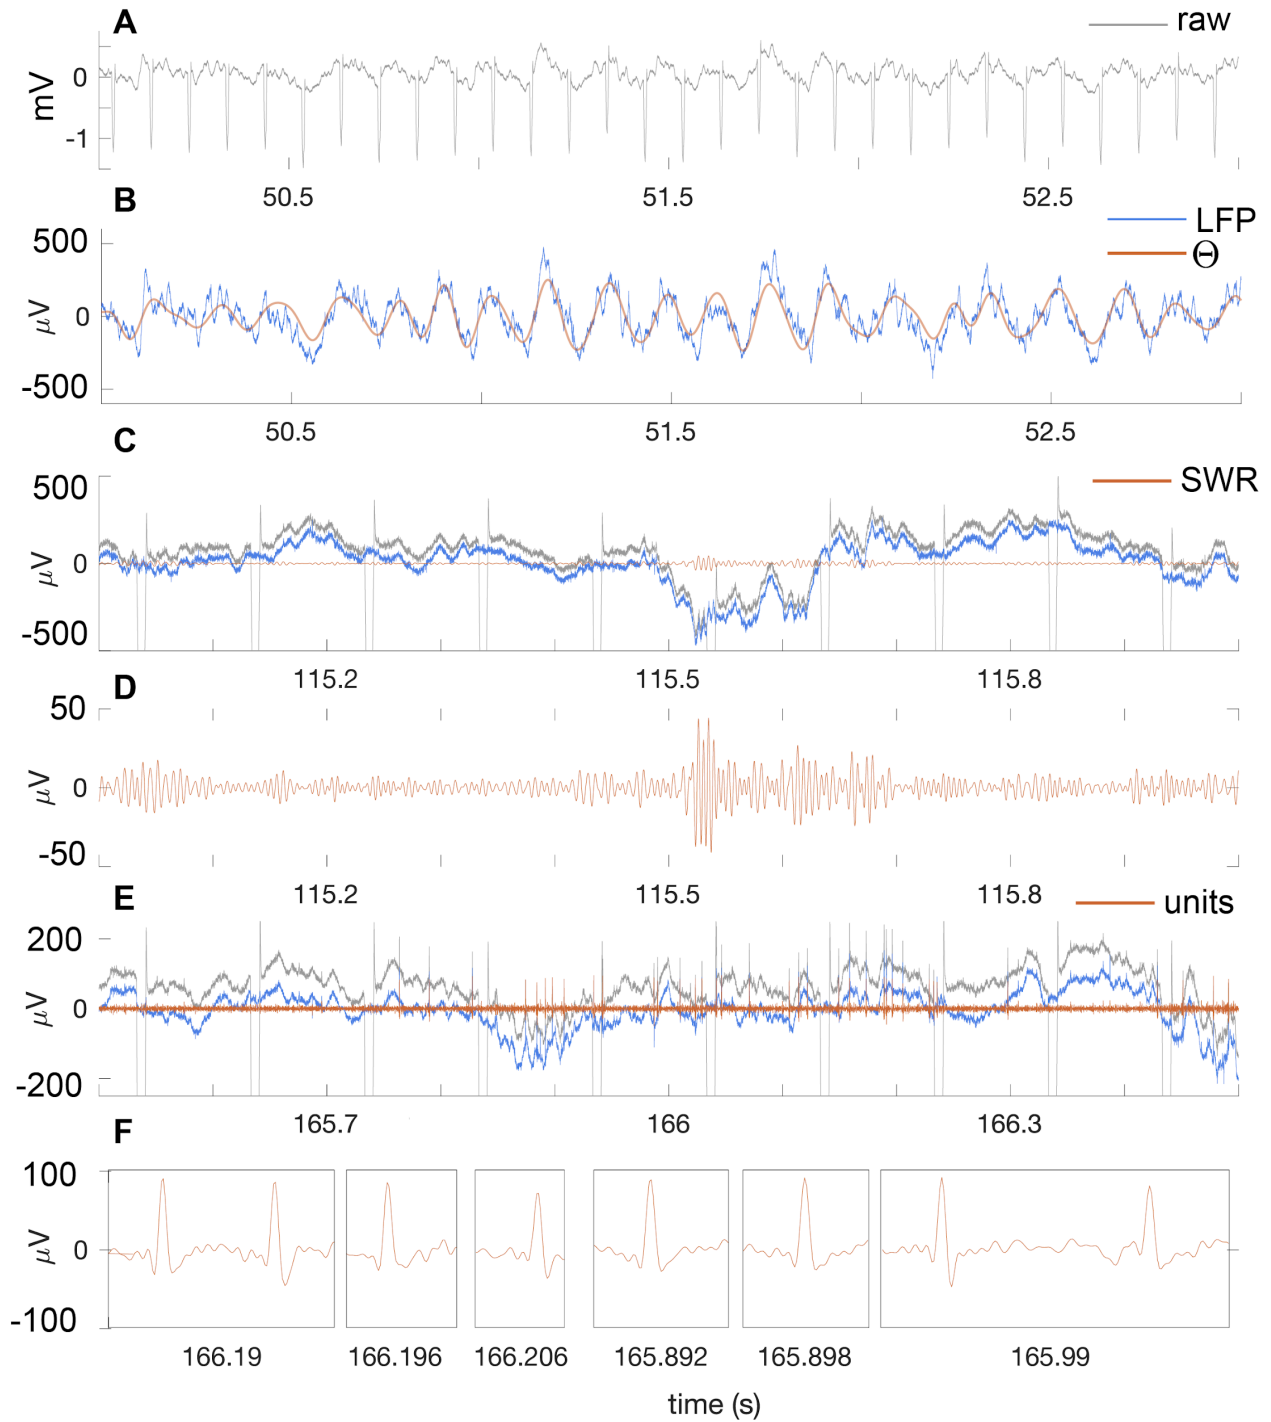 A
raw
mV
0
-1
50.5 51.5 52.5
B
LFP
Θ
500
μV
0
-500
50.5 51.5 52.5
C
SWR
500
μV
0
-500
115.2 115.5 115.8
D
50
μV
0
-50
115.2 115.5 115.8
E
units
200
μV
0
-200
165.7 166 166.3
F
100
μV
0
-100
166.19 166.196 166.206 165.892 165.898 165.99
time (s)